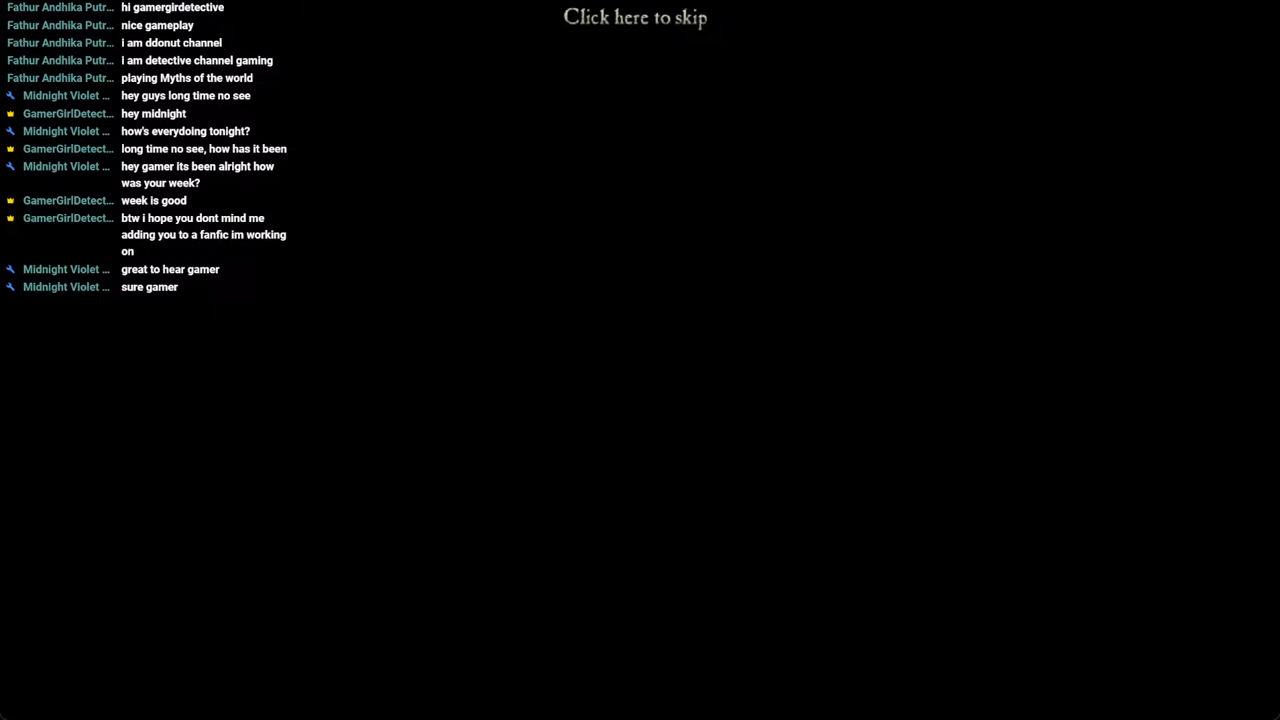 Click here to skip
Fathur Andhika Putr... hi gamergirdetective
Fathur Andhika Putr... nice gameplay
Fathur Andhika Putr... i am ddonut channel
Fathur Andhika Putr... i am detective channel gaming
Fathur Andhika Putr... playing Myths of the world
Midnight Violet ... hey guys long time no see
GamerGirlDetect... hey midnight
Midnight Violet ... how's everydoing tonight?
GamerGirlDetect... long time no see, how has it been
Midnight Violet ... hey gamer its been alright how
was your week?
GamerGirlDetect... week is good
GamerGirlDetect... btw i hope you dont mind me
adding you to a fanfic im working
on
Midnight Violet ... great to hear gamer
Midnight Violet ... sure gamer